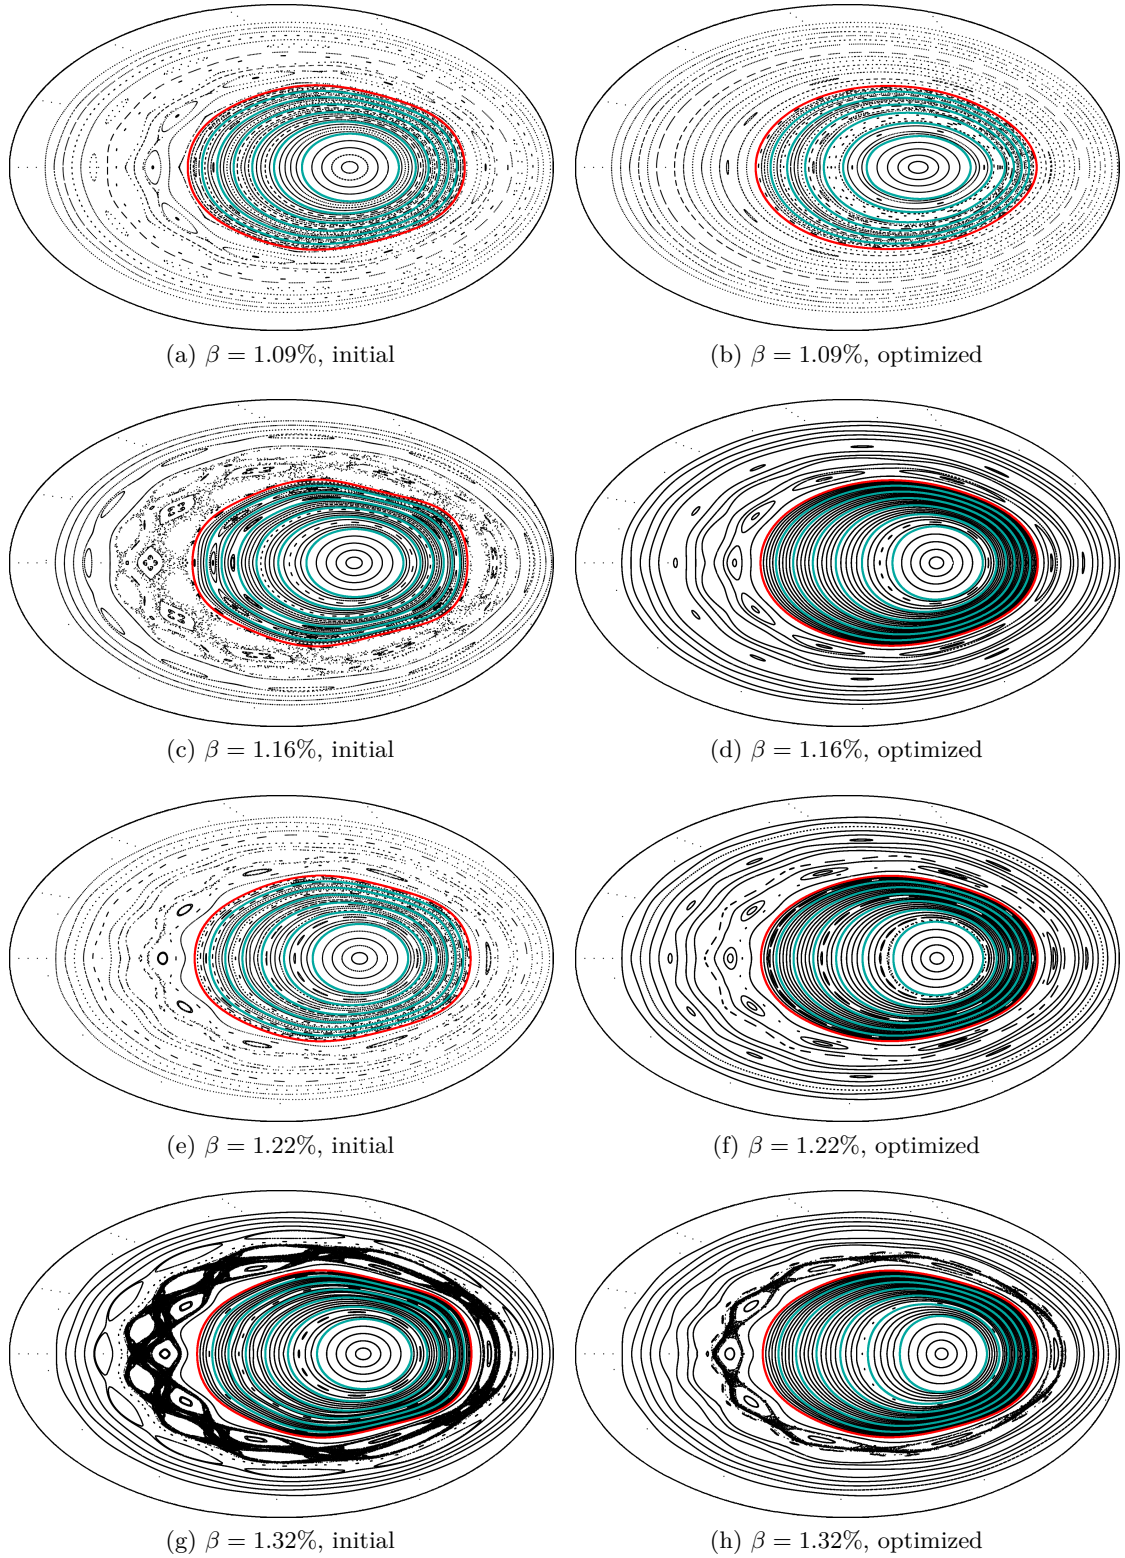 (a) β = 1.09%, initial
(b) β = 1.09%, optimized
(c) β = 1.16%, initial
(d) β = 1.16%, optimized
(e) β = 1.22%, initial
(f) β = 1.22%, optimized
(g) β = 1.32%, initial
(h) β = 1.32%, optimized